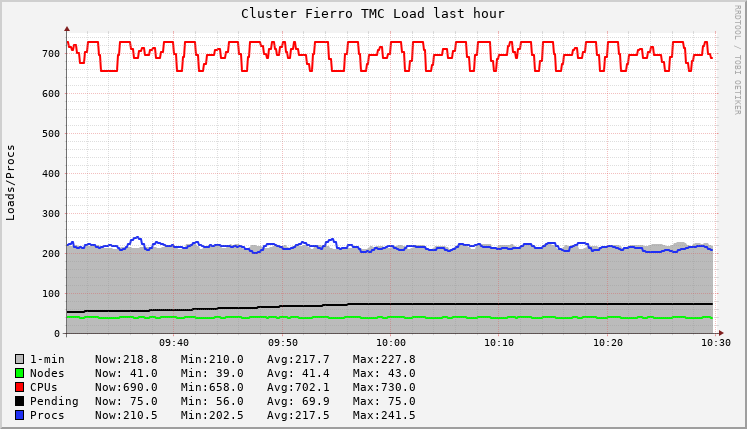 Cluster Fierro TMC Load last hour
RRDTOOL / TOBI OETIKER
Loads/Procs
700
600
500
400
300
200
100
0
09:40 09:50 10:00 10:10 10:20 10:30
1-min Now:218.8 Min:210.0 Avg:217.7 Max:227.8
Nodes Now: 41.0 Min: 39.0 Avg: 41.4 Max: 43.0
CPUs Now:690.0 Min:658.0 Avg:702.1 Max:730.0
Pending Now: 75.0 Min: 56.0 Avg: 69.9 Max: 75.0
Procs Now:210.5 Min:202.5 Avg:217.5 Max:241.5